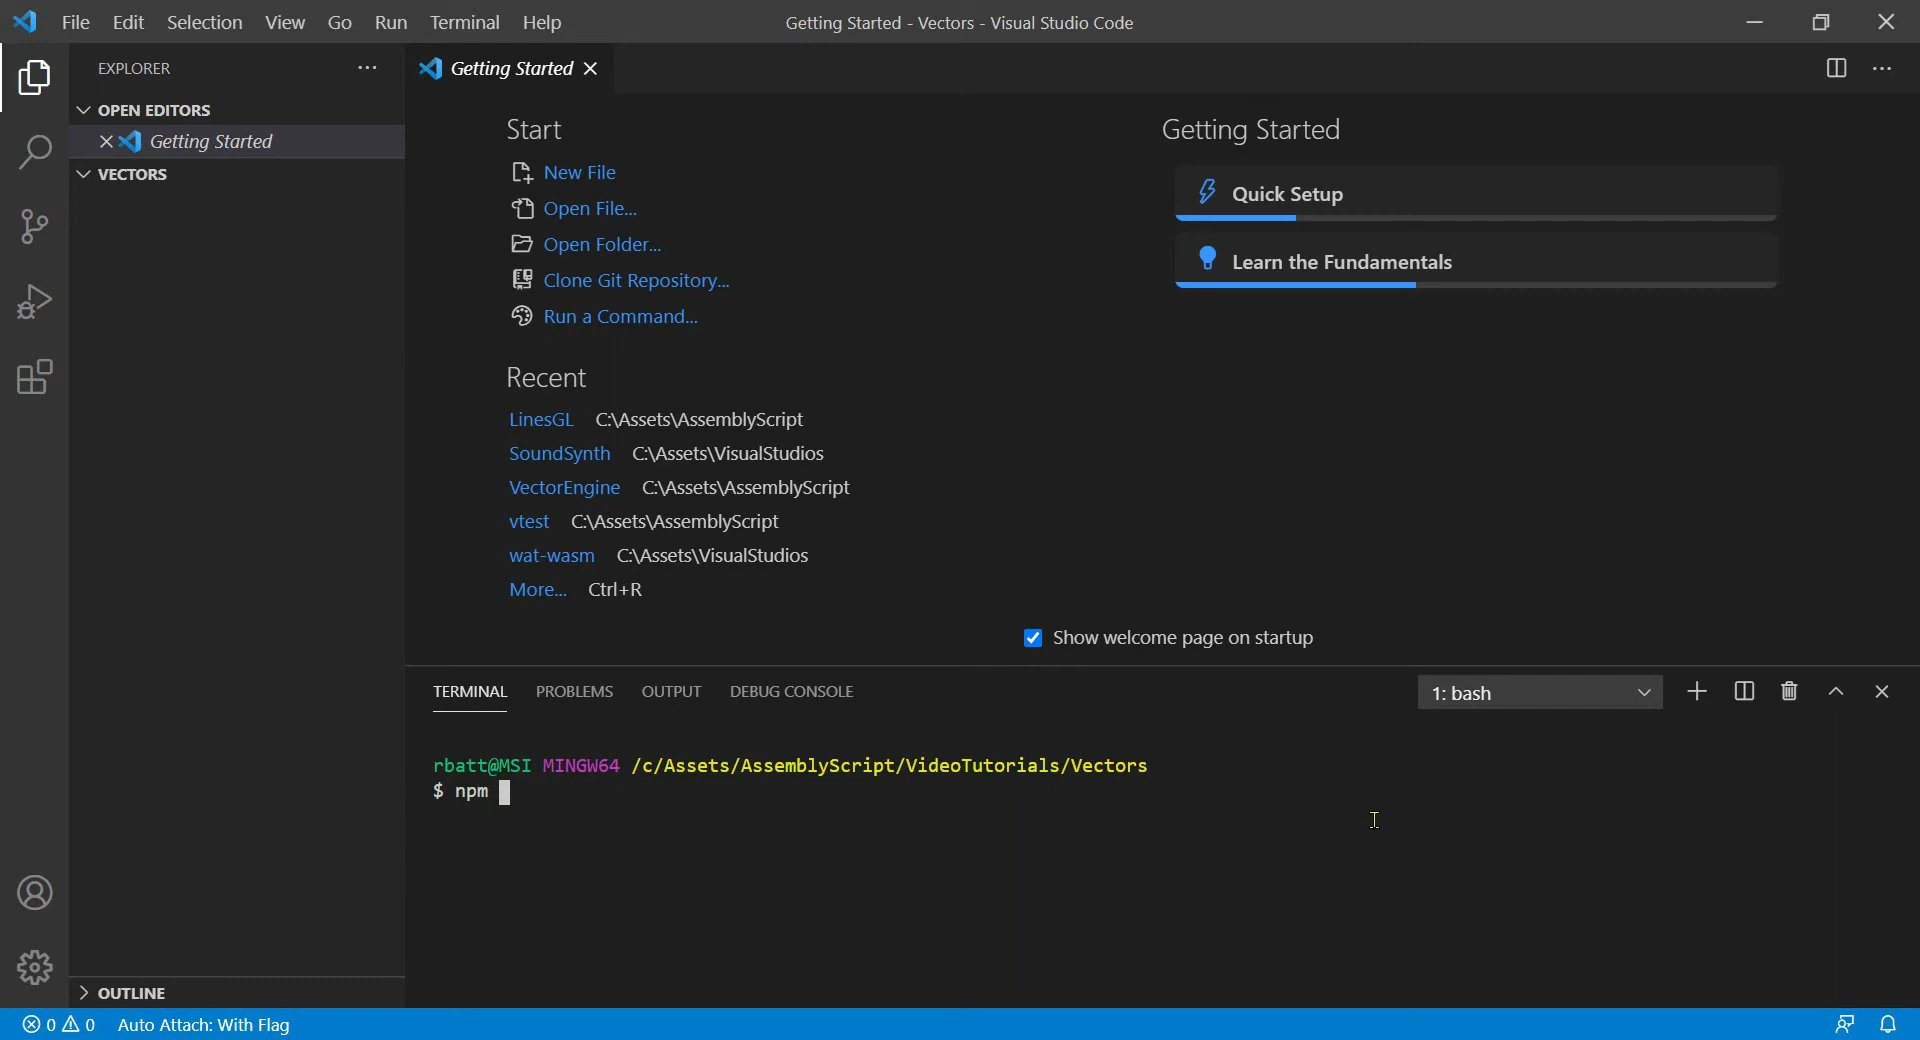 File Edit Selection View Go Run Terminal Help
Getting Started - Vectors - Visual Studio Code
EXPLORER
OPEN EDITORS
Getting Started
VECTORS
OUTLINE
Getting Started
Start
New File
Open File...
Open Folder...
Clone Git Repository...
Run a Command...
Recent
LinesGL C:\Assets\AssemblyScript
SoundSynth C:\Assets\VisualStudios
VectorEngine C:\Assets\AssemblyScript
vtest C:\Assets\AssemblyScript
wat-wasm C:\Assets\VisualStudios
More... Ctrl+R
Getting Started
Quick Setup
Learn the Fundamentals
Show welcome page on startup
TERMINAL PROBLEMS OUTPUT DEBUG CONSOLE
1: bash
rbatt@MSI MINGW64 /c/Assets/AssemblyScript/VideoTutorials/Vectors
$ npm
0 0 Auto Attach: With Flag